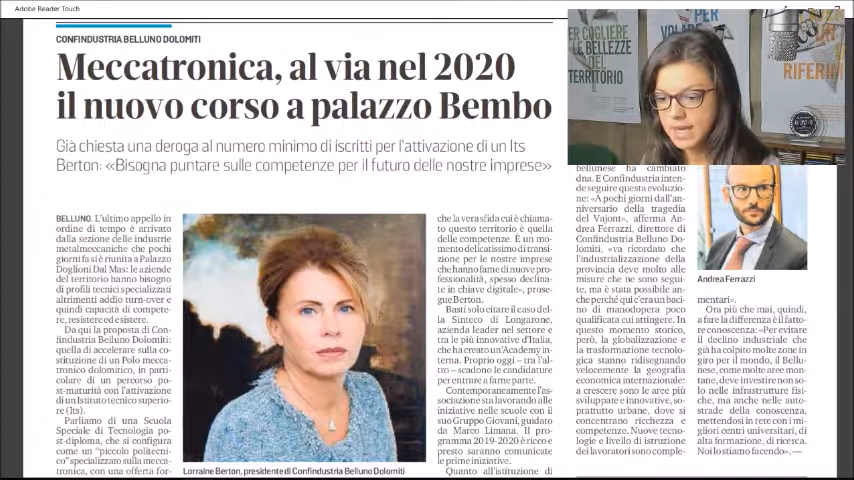 Adobe Reader Touch
CONFINDUSTRIA BELLUNO DOLOMITI
Meccatronica, al via nel 2020
il nuovo corso a palazzo Bembo
Già chiesta una deroga al numero minimo di iscritti per l'attivazione di un Its
Berton: «Bisogna puntare sulle competenze per il futuro delle nostre imprese»
BELLUNO. L'ultimo appello in
ordine di tempo è arrivato
dalla sezione delle industrie
metalmeccaniche che pochi
giorni fa si è riunita a Palazzo
Doglioni Dal Mas: le aziende
del territorio hanno bisogno
di profili tecnici specializzati
altrimenti addio turn-over e
quindi capacità di compete-
re, resistere ed esistere.
Da qui la proposta di Con-
findustria Belluno Dolomiti:
quella di accelerare sulla co-
stituzione di un Polo mecca-
tronico dolomitico, in parti-
colare di un percorso po-
st-maturità con l'attivazione
di un Istituto tecnico superio-
re (Its).
Parliamo di una Scuola
Speciale di Tecnologia po-
st-diploma, che si configura
come un "piccolo politecni-
co" specializzato sulla mecca-
tronica, con una offerta for-
Lorraine Berton, presidente di Confindustria Belluno Dolomiti
che la vera sfida cui è chiama-
to questo territorio è quella
delle competenze. È un mo-
mento delicatissimo di transi-
zione per le nostre imprese
che hanno fame di nuove pro-
fessionalità, spesso declina-
te in chiave digitale», prose-
gue Berton.
Basti solo citare il caso del-
la Sinteco di Longarone,
azienda leader nel settore e
tra le più innovative d'Italia,
che ha creato un'Academy in-
terna. Proprio oggi – tra l'al-
tro – scadono le candidature
per entrare a farne parte.
Contemporaneamente l'as-
sociazione sta lavorando alle
iniziative nelle scuole con il
suo Gruppo Giovani, guidato
da Marco Limana. Il pro-
gramma 2019-2020 è ricco e
presto saranno comunicate
le prime iniziative.
Quanto all'istituzione di
bellunese ha cambiato
dna. E Confindustria inten-
de seguire questa evoluzio-
ne: «A pochi giorni dall'an-
niversario della tragedia
del Vajont», afferma An-
drea Ferrazzi, direttore di
Confindustria Belluno Do-
lomiti, «va ricordato che
l'industrializzazione della
provincia deve molto alle
misure che ne sono segui-
te, ma è stata possibile an-
che perché qui c'era un baci-
no di manodopera poco
qualificata cui attingere. In
questo momento storico,
però, la globalizzazione e
la trasformazione tecnolo-
gica stanno ridisegnando
velocemente la geografia
economica internazionale:
a crescere sono le aree più
sviluppate e innovative, so-
prattutto urbane, dove si
concentrano ricchezza e
competenze. Nuove tecno-
logie e livello di istruzione
dei lavoratori sono comple-
Andrea Ferrazzi
mentari».
Ora più che mai, quindi,
a fare la differenza è il fatto-
re conoscenza: «Per evitare
il declino industriale che
già ha colpito molte zone in
giro per il mondo, il Bellu-
nese, come molte aree mon-
tane, deve investire non so-
lo nelle infrastrutture fisi-
che, ma anche nelle auto-
strade della conoscenza,
mettendosi in rete con i mi-
gliori centri universitari, di
alta formazione, di ricerca.
Noi lo stiamo facendo». —
ER COGLIERE
LE BELLEZZE
DEL
TERRITORIO
PER
VOLA
IN
RIFERIM